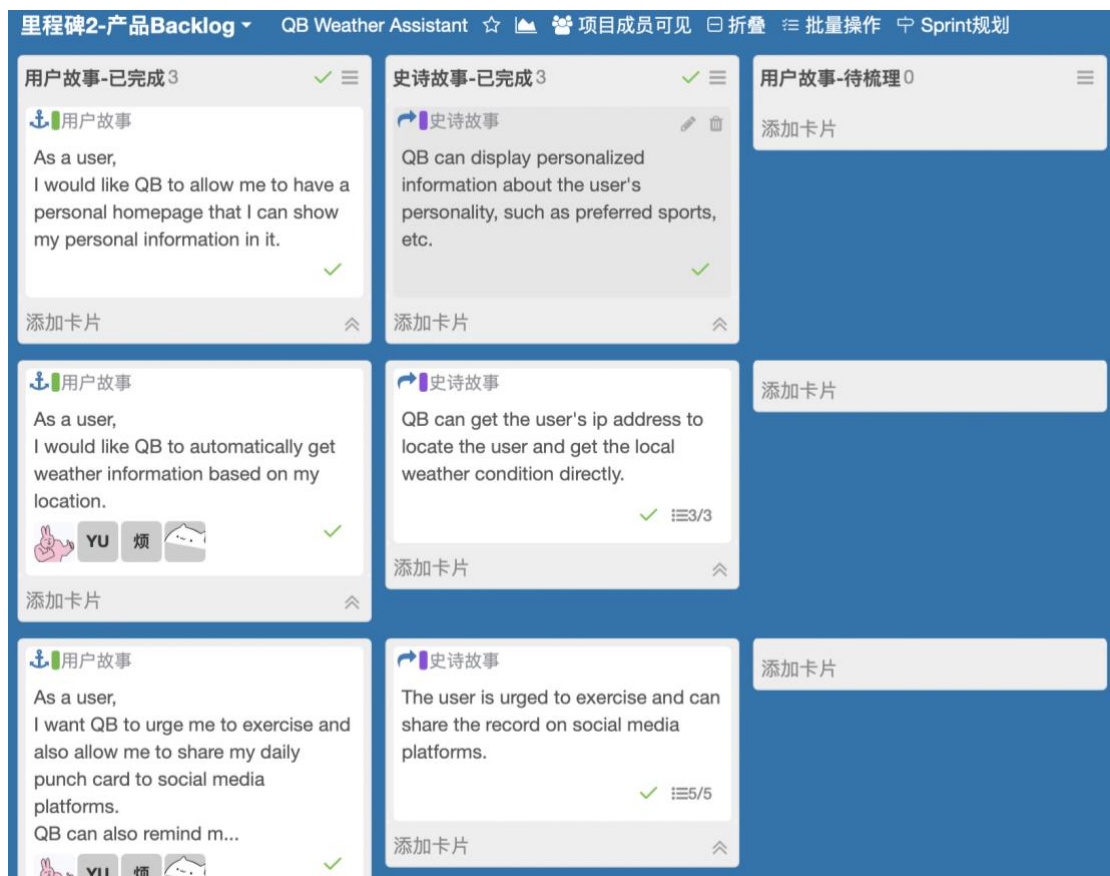 里程碑2-产品Backlog QB Weather Assistant 项目成员可见 折叠 批量操作 Sprint规划
用户故事-已完成3
用户故事
As a user,
I would like QB to allow me to have a
personal homepage that I can show
my personal information in it.
添加卡片
史诗故事-已完成3
史诗故事
QB can display personalized
information about the user's
personality, such as preferred sports,
etc.
添加卡片
用户故事-待梳理0
添加卡片
用户故事
As a user,
I would like QB to automatically get
weather information based on my
location.
YU 烦
添加卡片
史诗故事
QB can get the user's ip address to
locate the user and get the local
weather condition directly.
3/3
添加卡片
添加卡片
用户故事
As a user,
I want QB to urge me to exercise and
also allow me to share my daily
punch card to social media
platforms.
QB can also remind m...
YU 烦
史诗故事
The user is urged to exercise and can
share the record on social media
platforms.
5/5
添加卡片
添加卡片